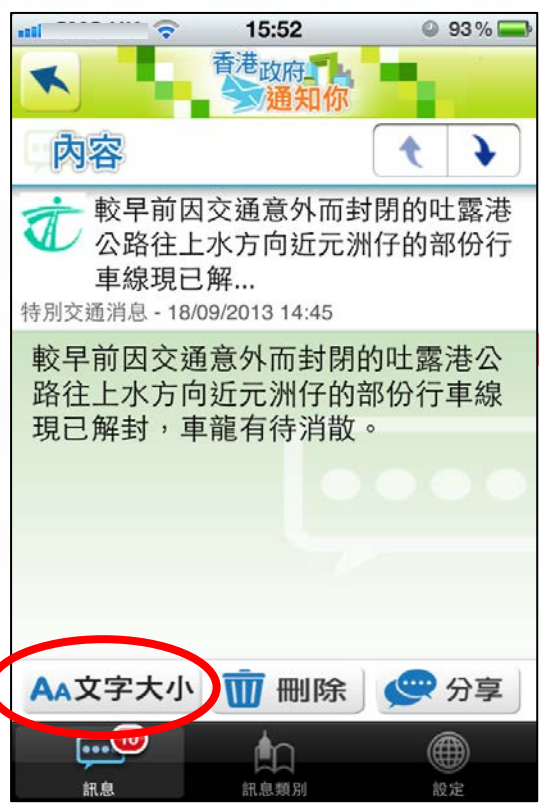 15:52
93%
香港政府
通知你
內容
較早前因交通意外而封閉的吐露港
公路往上水方向近元洲仔的部份行
車線現已解...
特別交通消息 - 18/09/2013 14:45
較早前因交通意外而封閉的吐露港公
路往上水方向近元洲仔的部份行車線
現已解封，車龍有待消散。
AA文字大小 刪除 分享
訊息 訊息類別 設定